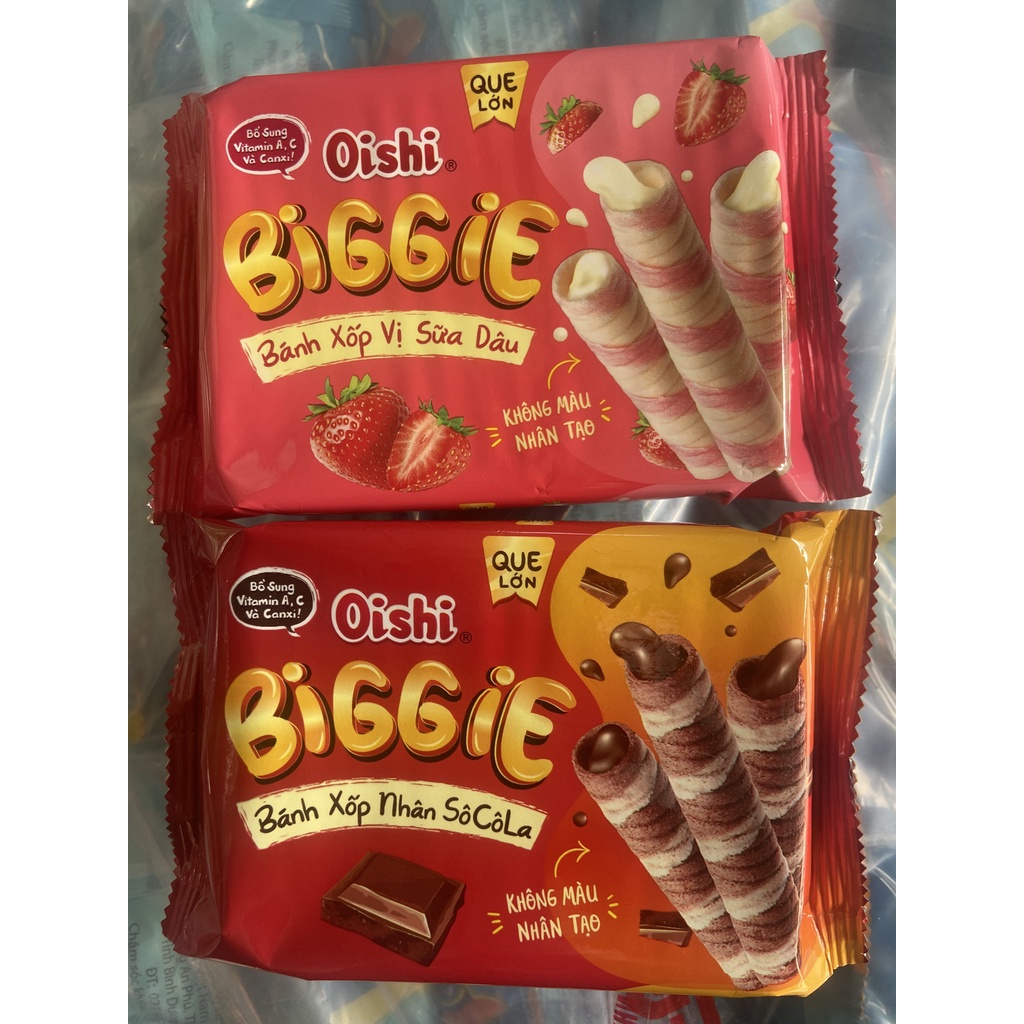 Bổ Sung
Vitamin A, C
Và Canxi!
QUE
LỚN
Oishi®
BiGGiE
Bánh Xốp Vị Sữa Dâu
KHÔNG MÀU
NHÂN TẠO
Bổ Sung
Vitamin A, C
Và Canxi!
QUE
LỚN
Oishi®
BiGGiE
Bánh Xốp Nhân SôCôLa
KHÔNG MÀU
NHÂN TẠO